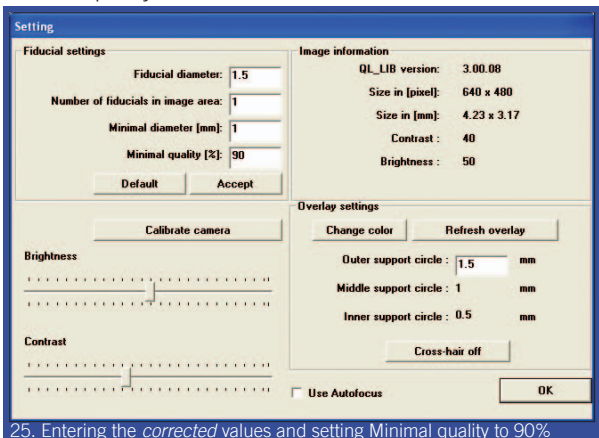 Setting
Fiducial settings
Fiducial diameter: 1.5
Number of fiducials in image area: 1
Minimal diameter [mm]: 1
Minimal quality [%]: 90
Default Accept
Calibrate camera
Brightness
Contrast
Image information
QL_LIB version: 3.00.08
Size in [pixel]: 640 x 480
Size in [mm]: 4.23 x 3.17
Contrast : 40
Brightness : 50
Overlay settings
Change color Refresh overlay
Outer support circle : 1.5 mm
Middle support circle : 1 mm
Inner support circle : 0.5 mm
Cross-hair off
Use Autofocus
OK
25. Entering the corrected values and setting Minimal quality to 90%